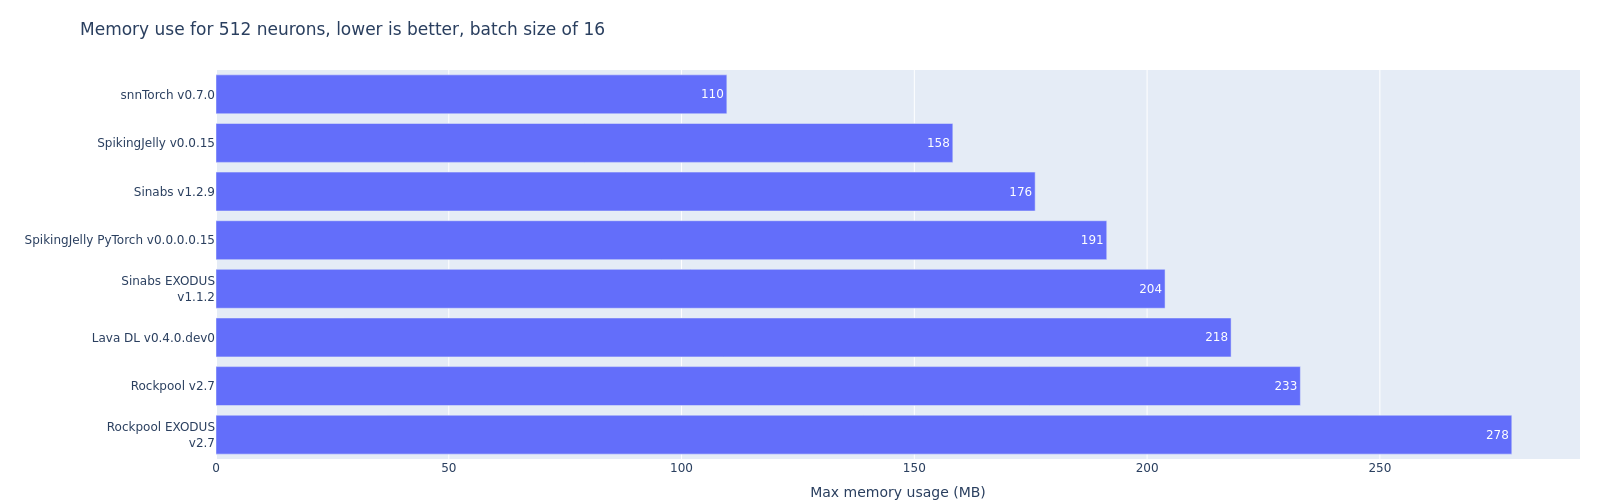 Memory use for 512 neurons, lower is better, batch size of 16
snnTorch v0.7.0
110
SpikingJelly v0.0.15
158
Sinabs v1.2.9
176
SpikingJelly PyTorch v0.0.0.0.15
191
Sinabs EXODUS
v1.1.2
204
Lava DL v0.4.0.dev0
218
Rockpool v2.7
233
Rockpool EXODUS
v2.7
278
0
50
100
150
200
250
Max memory usage (MB)